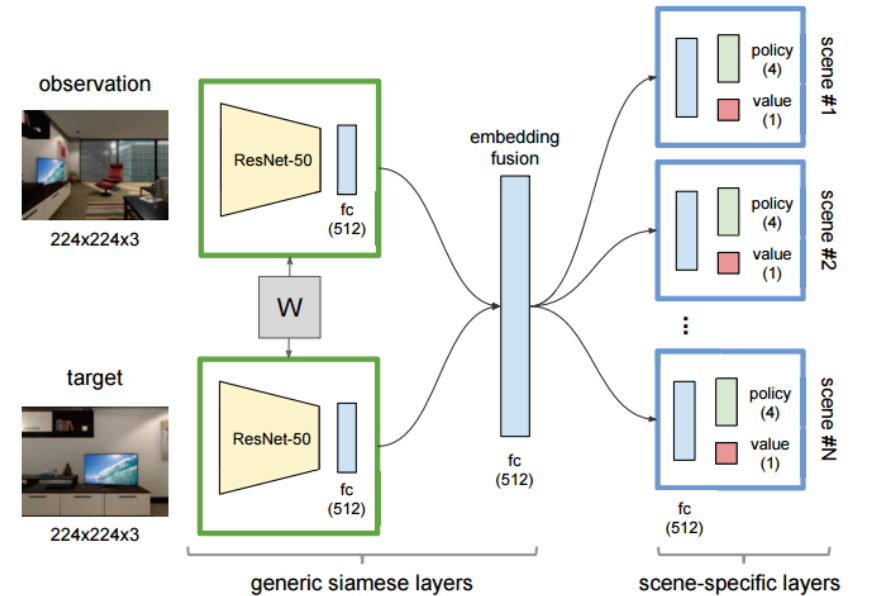 observation
224x224x3
target
224x224x3
ResNet-50
fc
(512)
W
ResNet-50
fc
(512)
embedding
fusion
fc
(512)
generic siamese layers
policy
(4)
value
(1)
scene #1
policy
(4)
value
(1)
scene #2
...
policy
(4)
value
(1)
scene #N
fc
(512)
scene-specific layers